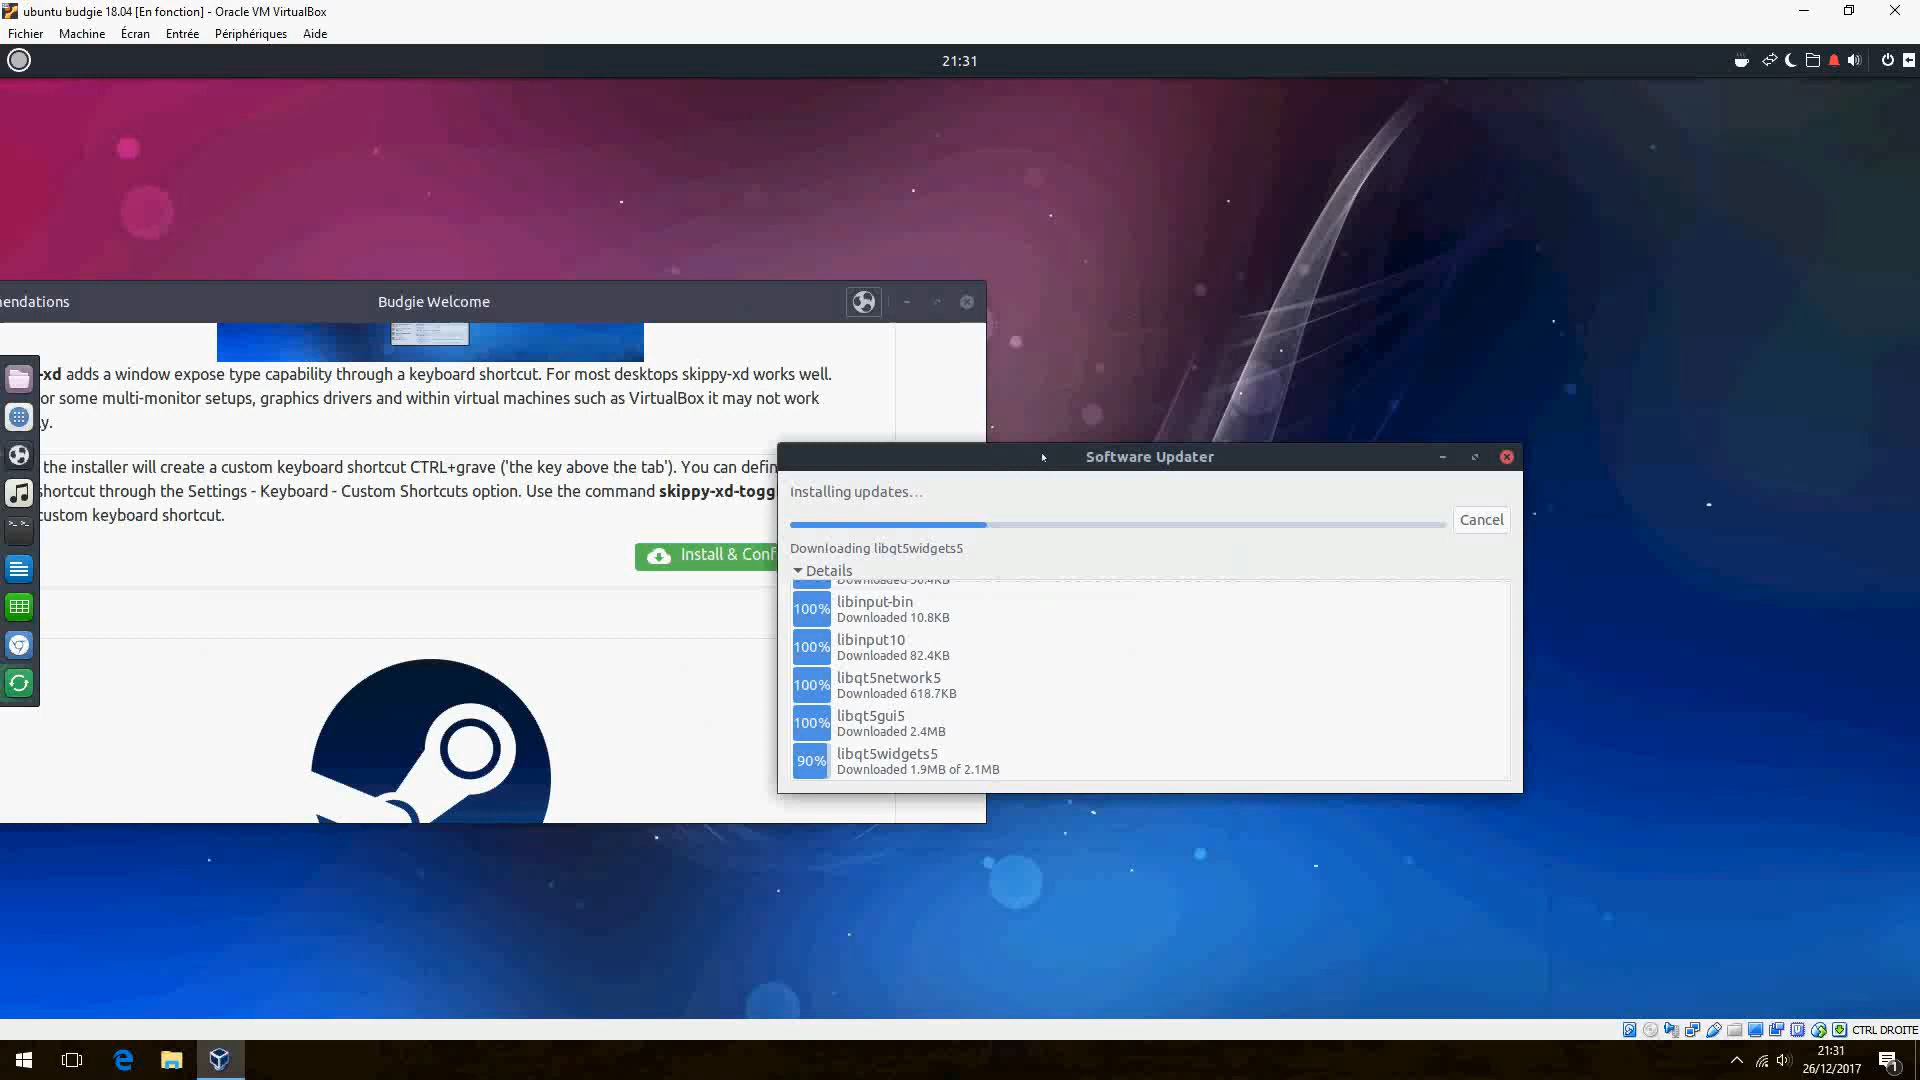 ubuntu budgie 18.04 [En fonction] - Oracle VM VirtualBox
Fichier Machine Écran Entrée Périphériques Aide
21:31
endations
Budgie Welcome
-xd adds a window expose type capability through a keyboard shortcut. For most desktops skippy-xd works well.
or some multi-monitor setups, graphics drivers and within virtual machines such as VirtualBox it may not work
y.
the installer will create a custom keyboard shortcut CTRL+grave ('the key above the tab'). You can defin
shortcut through the Settings - Keyboard - Custom Shortcuts option. Use the command skippy-xd-togg
custom keyboard shortcut.
Install & Conf
Software Updater
Installing updates…
Cancel
Downloading libqt5widgets5
Details
Downloaded 50.4KB
100% libinput-bin
Downloaded 10.8KB
100% libinput10
Downloaded 82.4KB
100% libqt5network5
Downloaded 618.7KB
100% libqt5gui5
Downloaded 2.4MB
90% libqt5widgets5
Downloaded 1.9MB of 2.1MB
CTRL DROITE
21:31
26/12/2017
1